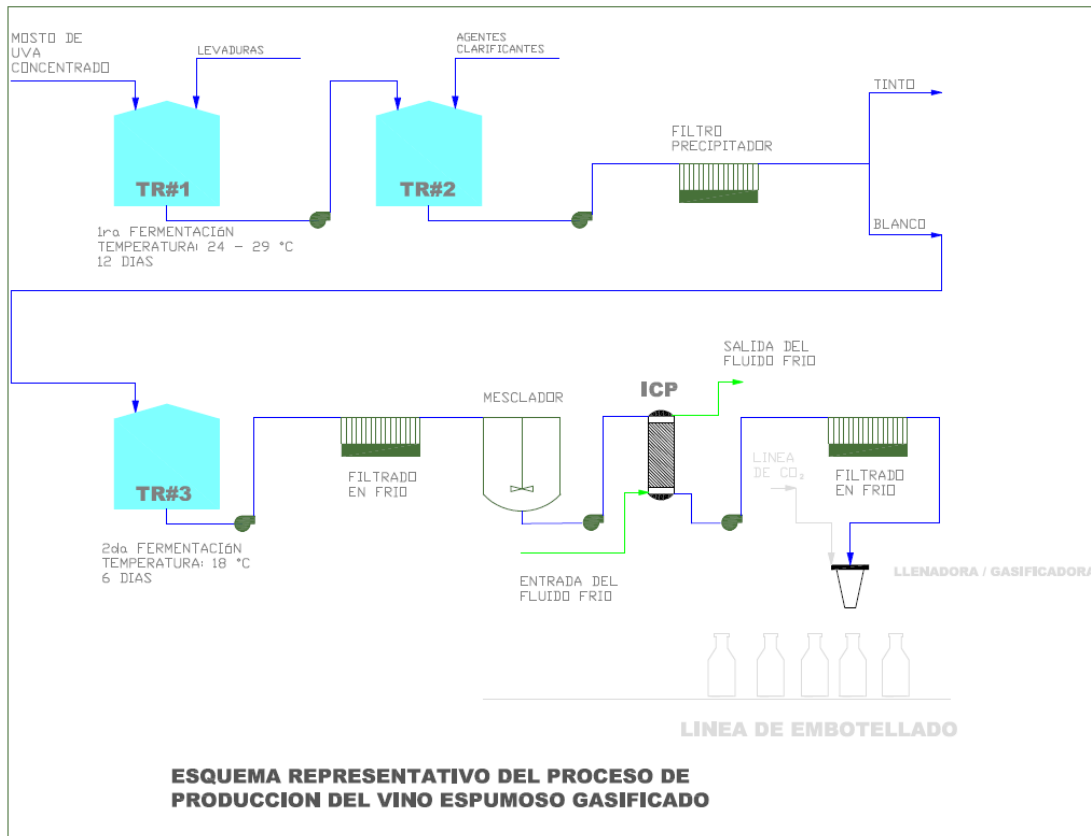 MOSTO DE
UVA
CONCENTRADO
LEVADURAS
AGENTES
CLARIFICANTES
TINTO
FILTRO
PRECIPITADOR
TR#1
TR#2
BLANCO
1ra FERMENTACIóN
TEMPERATURA: 24 - 29 °C
12 DIAS
SALIDA DEL
FLUIDO FRIO
ICP
MESCLADOR
LINEA
DE CO₂
FILTRADO
EN FRIO
FILTRADO
EN FRIO
TR#3
2da FERMENTACIóN
TEMPERATURA: 18 °C
6 DIAS
ENTRADA DEL
FLUIDO FRIO
LLENADORA / GASIFICADORA
LINEA DE EMBOTELLADO
ESQUEMA REPRESENTATIVO DEL PROCESO DE
PRODUCCION DEL VINO ESPUMOSO GASIFICADO